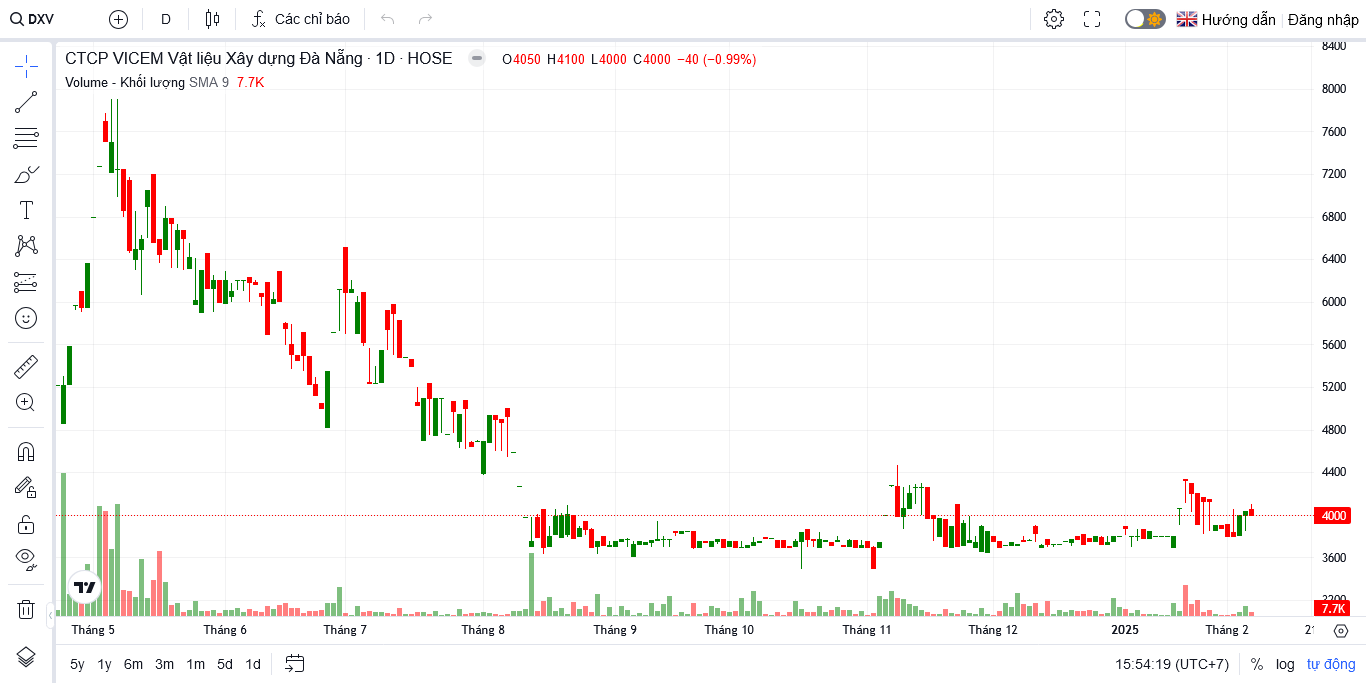 DXV D Các chỉ báo Hướng dẫn Đăng nhập
CTCP VICEM Vật liệu Xây dựng Đà Nẵng · 1D · HOSE O4050 H4100 L4000 C4000 −40 (−0.99%)
Volume - Khối lượng SMA 9 7.7K
8400
8000
7600
7200
6800
6400
6000
5600
5200
4800
4400
4000
3600
3200
7.7K
Tháng 5 Tháng 6 Tháng 7 Tháng 8 Tháng 9 Tháng 10 Tháng 11 Tháng 12 2025 Tháng 2
5y 1y 6m 3m 1m 5d 1d 15:54:19 (UTC+7) % log tự động